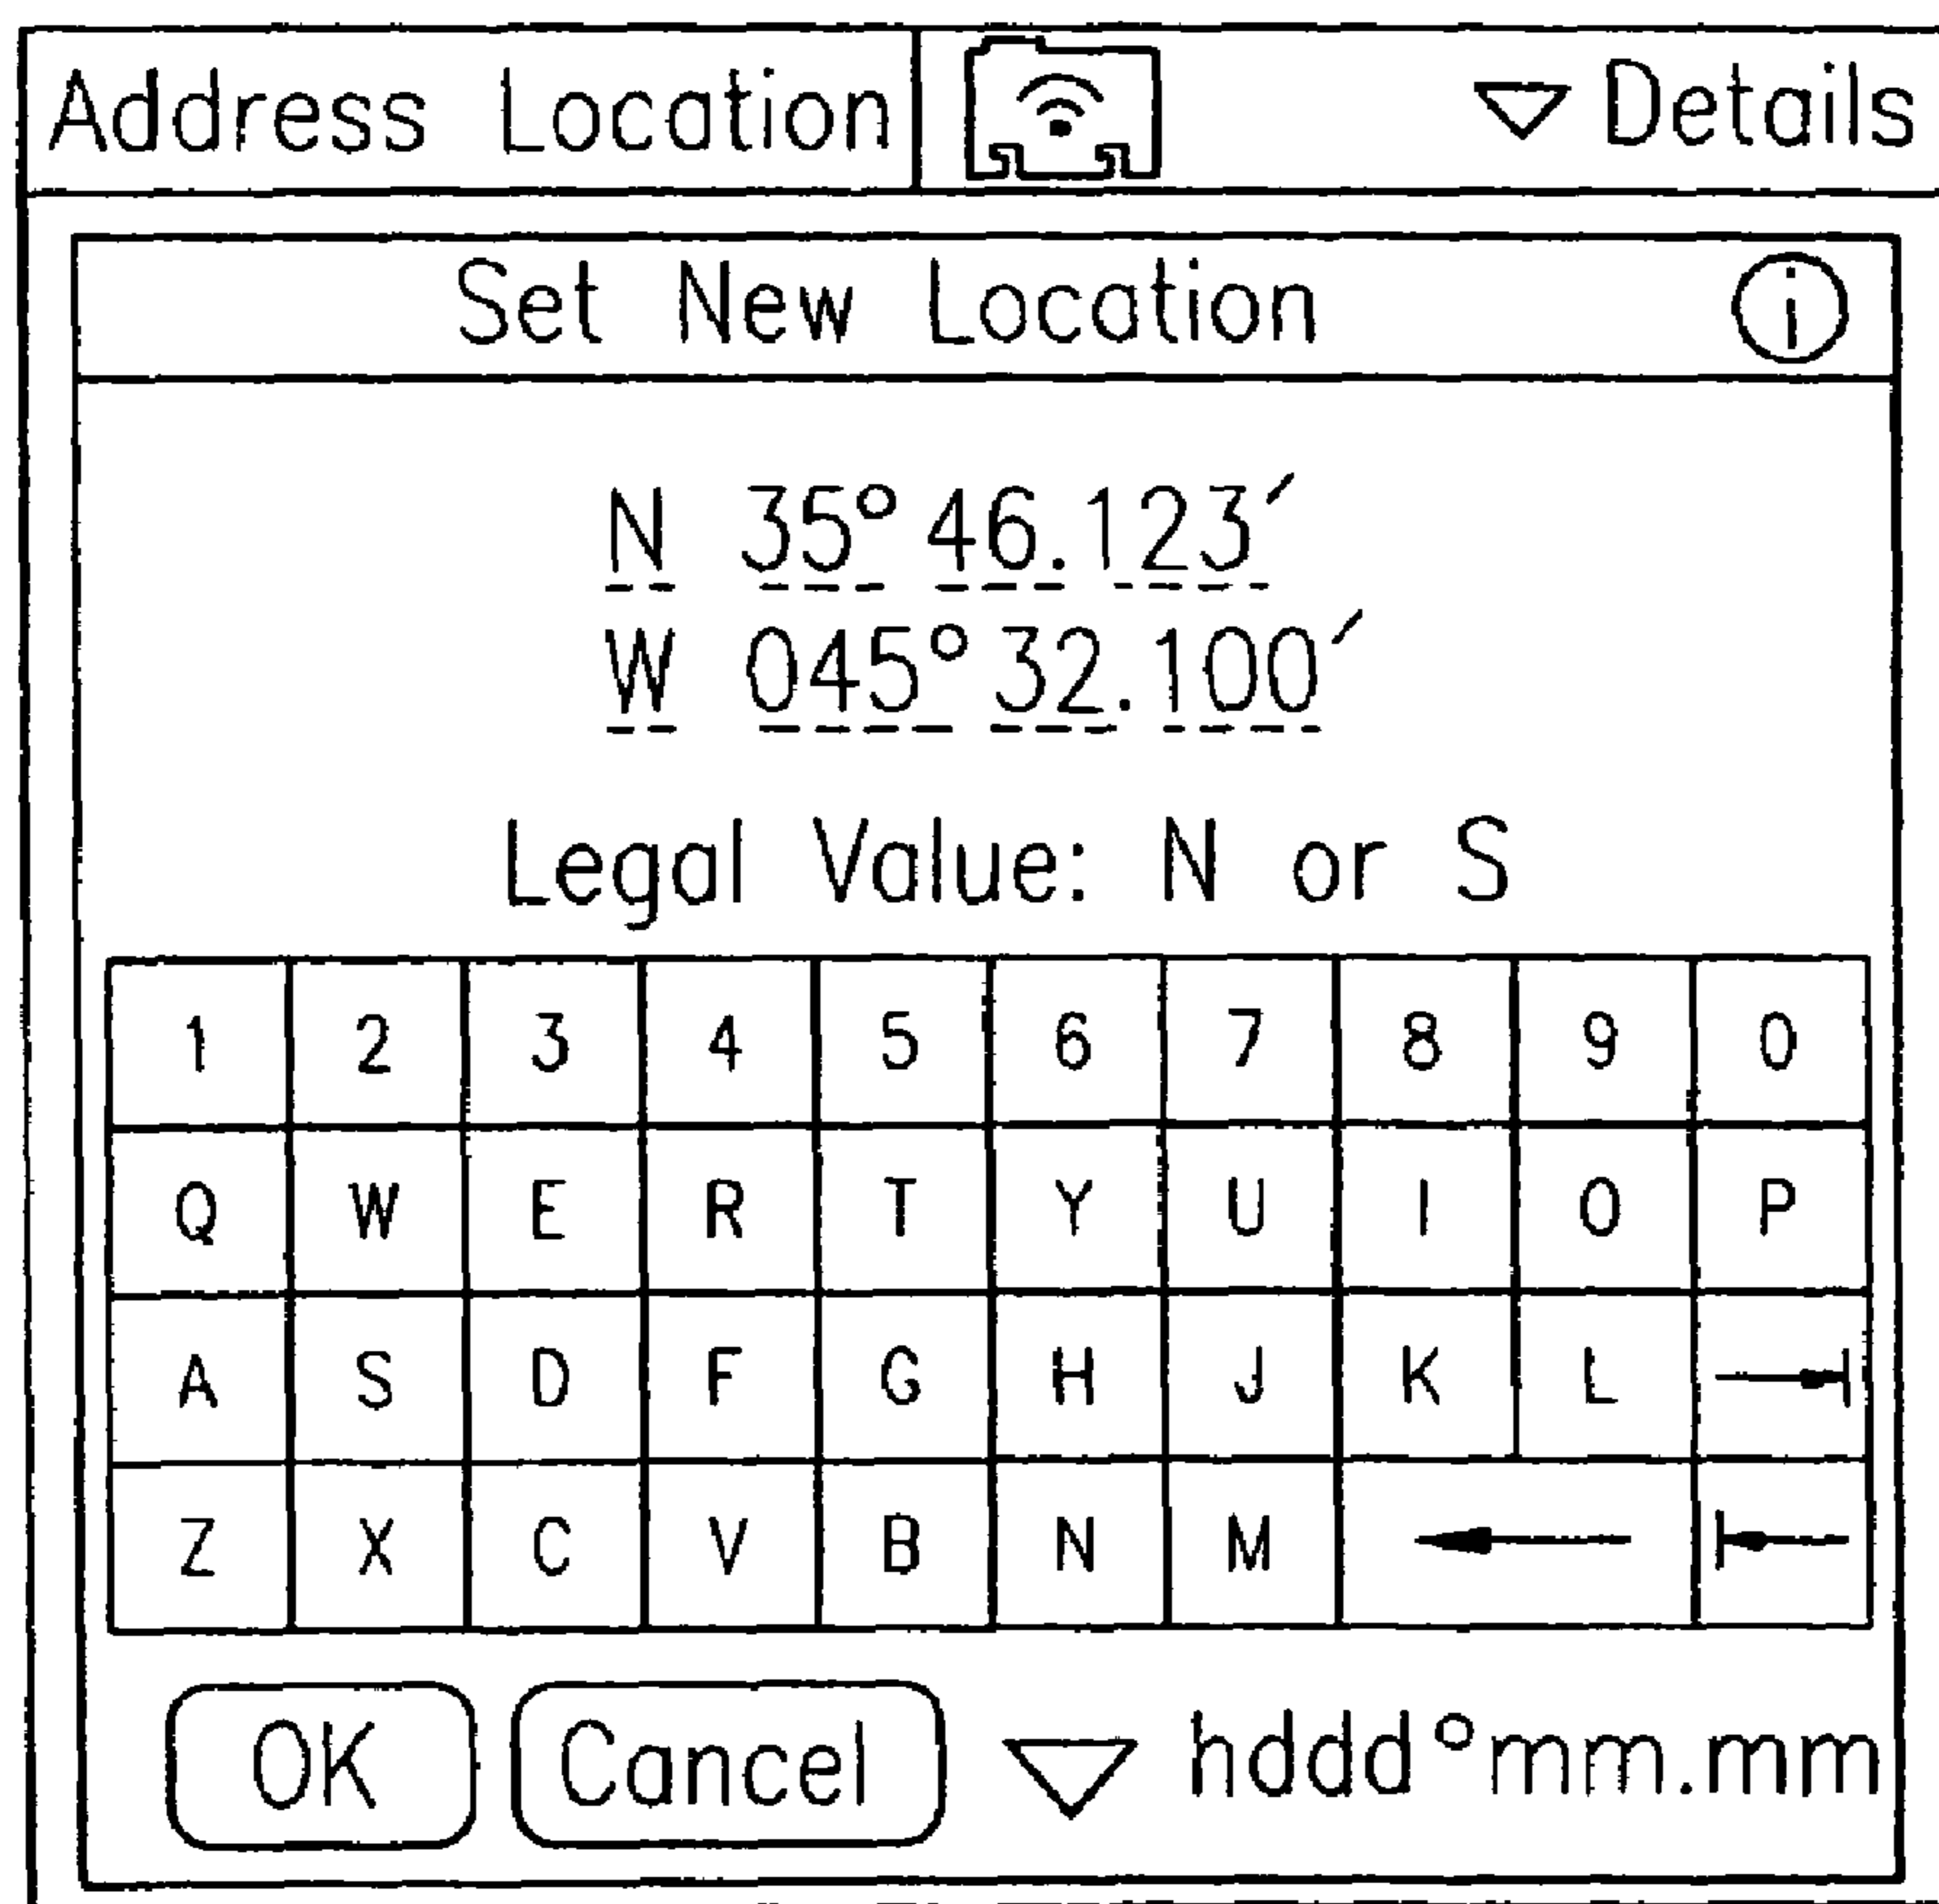 Address Location Details
Set New Location i
N 35°46.123′
W 045°32.100′
Legal Value: N or S
1 2 3 4 5 6 7 8 9 0
Q W E R T Y U I O P
A S D F G H J K L
Z X C V B N M
OK Cancel hddd°mm.mm